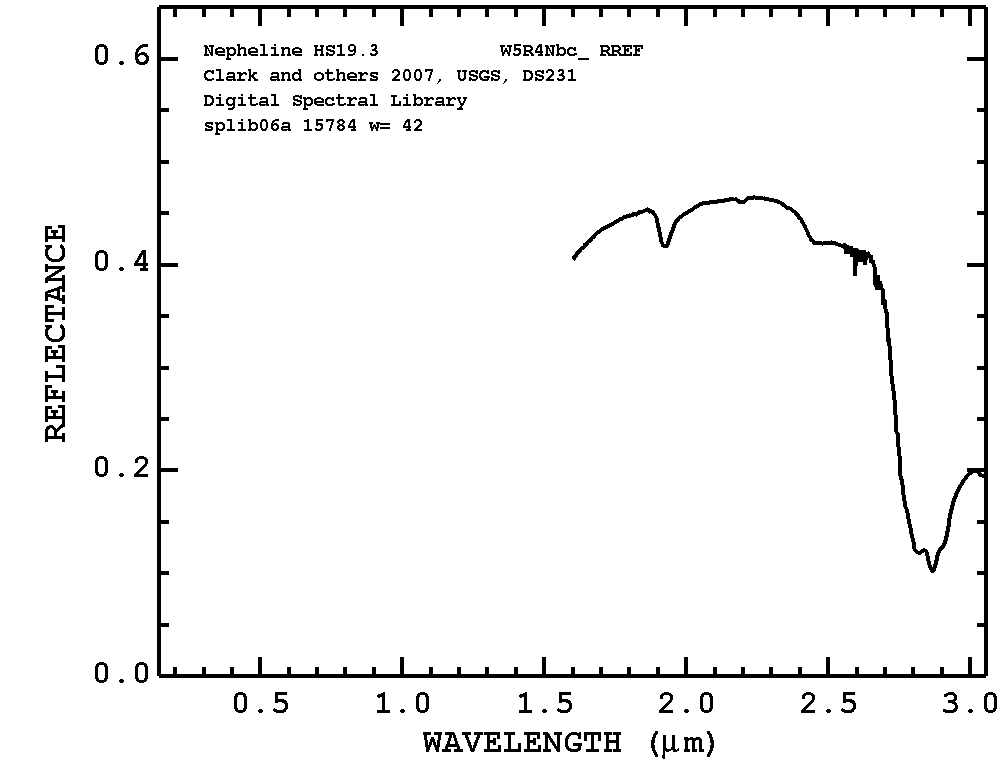 Nepheline HS19.3 W5R4Nbc_ RREF
Clark and others 2007, USGS, DS231
Digital Spectral Library
splib06a 15784 w= 42
REFLECTANCE
0.6
0.4
0.2
0.0
0.5 1.0 1.5 2.0 2.5 3.0
WAVELENGTH (μm)